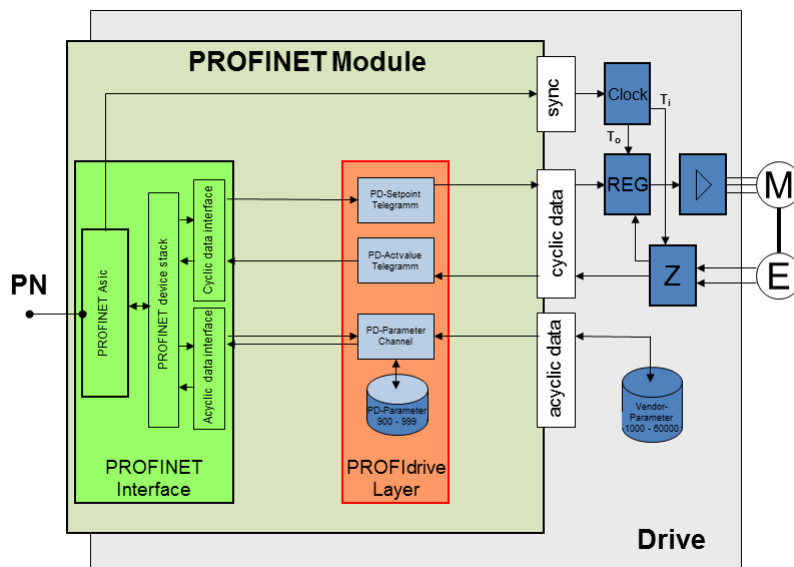 PROFINET Module
sync
Clock
Ti
To
PROFINET Asic
PROFINET device stack
Cyclic data interface
Acyclic data interface
PD-Setpoint
Telegramm
PD-Actvalue
Telegramm
PD-Parameter
Channel
PD-Parameter
900 - 999
cyclic data
acyclic data
REG
M
Z
E
PN
Vendor-
Parameter
1000 - 60000
PROFINET
Interface
PROFIdrive
Layer
Drive